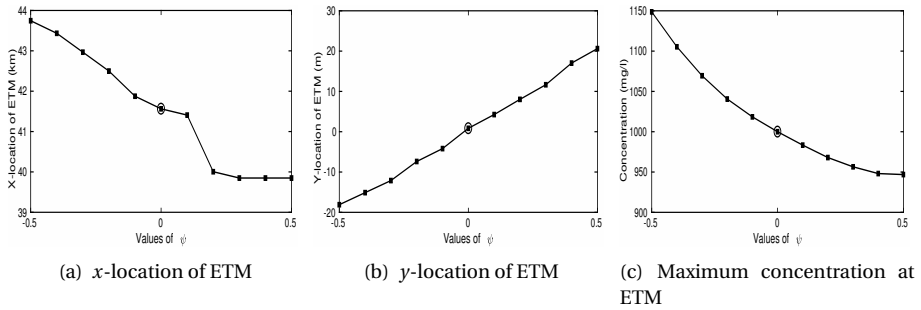 44
43
42
41
40
39
X-location of ETM (km)
-0.5
0
0.5
Values of ψ
(a) x-location of ETM
30
20
10
0
-10
-20
Y-location of ETM (m)
-0.5
0
0.5
Values of ψ
(b) y-location of ETM
1150
1100
1050
1000
950
900
Concentration (mg/l)
-0.5
0
0.5
Values of ψ
(c) Maximum concentration at
ETM